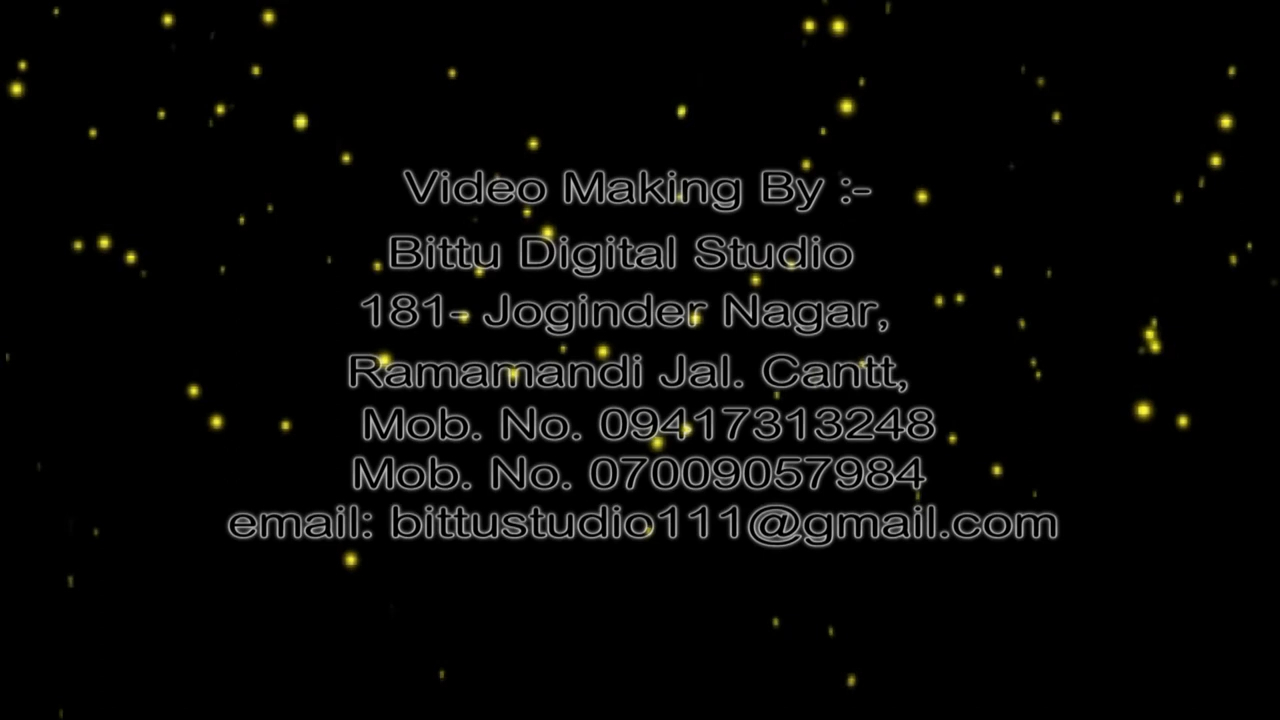 Video Making By :-
Bittu Digital Studio
181- Joginder Nagar,
Ramamandi Jal. Cantt,
Mob. No. 09417313248
Mob. No. 07009057984
email: bittustudio111@gmail.com